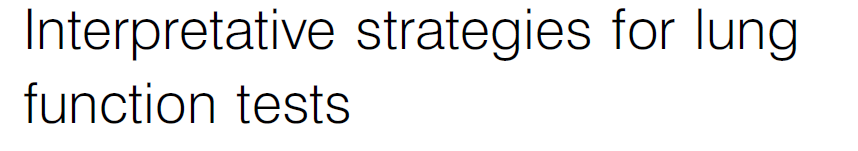 Interpretative strategies for lung
function tests